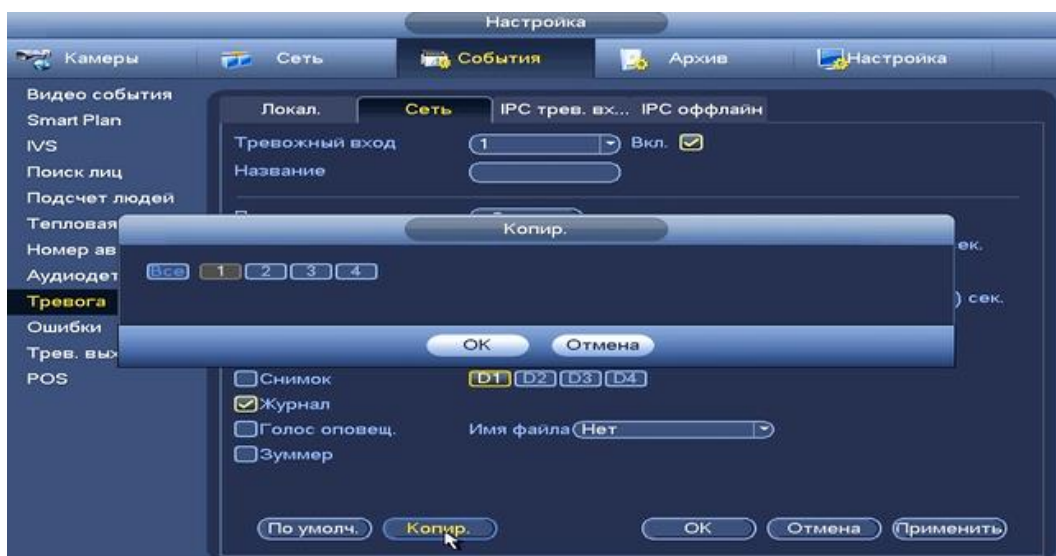 Настройка
Камеры Сеть События Архив Настройка
Видео события
Smart Plan
IVS
Поиск лиц
Подсчет людей
Тепловая
Номер ав
Аудиодет
Тревога
Ошибки
Трев. вых
POS
Локал. Сеть IPC трев. вх... IPC оффлайн
Тревожный вход 1 Вкл.
Название
ек.
Копир.
Все 1 2 3 4
) сек.
OK Отмена
Снимок D1 D2 D3 D4
Журнал
Голос оповещ. Имя файла Нет
Зуммер
По умолч. Копир. OK Отмена Применить